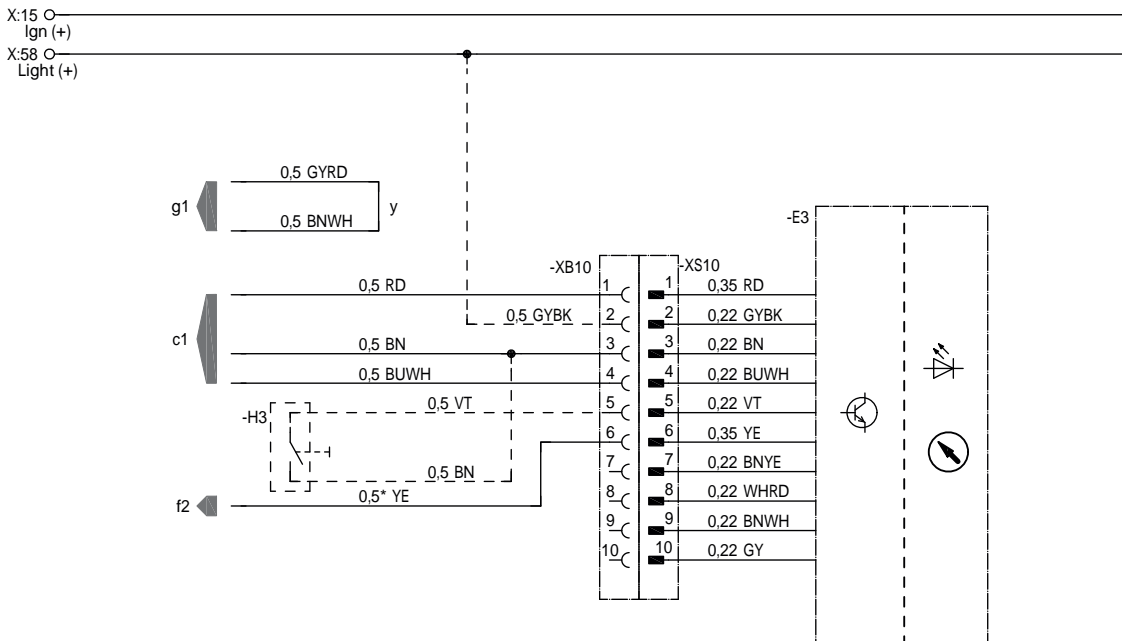 X:15
Ign (+)
X:58
Light (+)
0,5 GYRD
g1
y
0,5 BNWH
-E3
-XB10
-XS10
0,5 RD
1
1
0,35 RD
0,5 GYBK
2
2
0,22 GYBK
c1
0,5 BN
3
3
0,22 BN
0,5 BUWH
4
4
0,22 BUWH
-H3
0,5 VT
5
5
0,22 VT
6
6
0,35 YE
0,5 BN
7
7
0,22 BNYE
f2
0,5* YE
8
8
0,22 WHRD
9
9
0,22 BNWH
10
10
0,22 GY